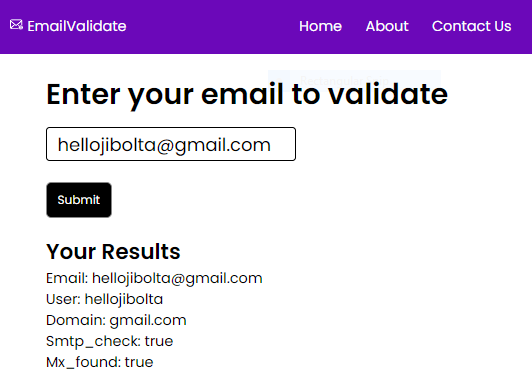 EmailValidate Home About Contact Us
Enter your email to validate
hellojibolta@gmail.com
Submit
Your Results
Email: hellojibolta@gmail.com
User: hellojibolta
Domain: gmail.com
Smtp_check: true
Mx_found: true